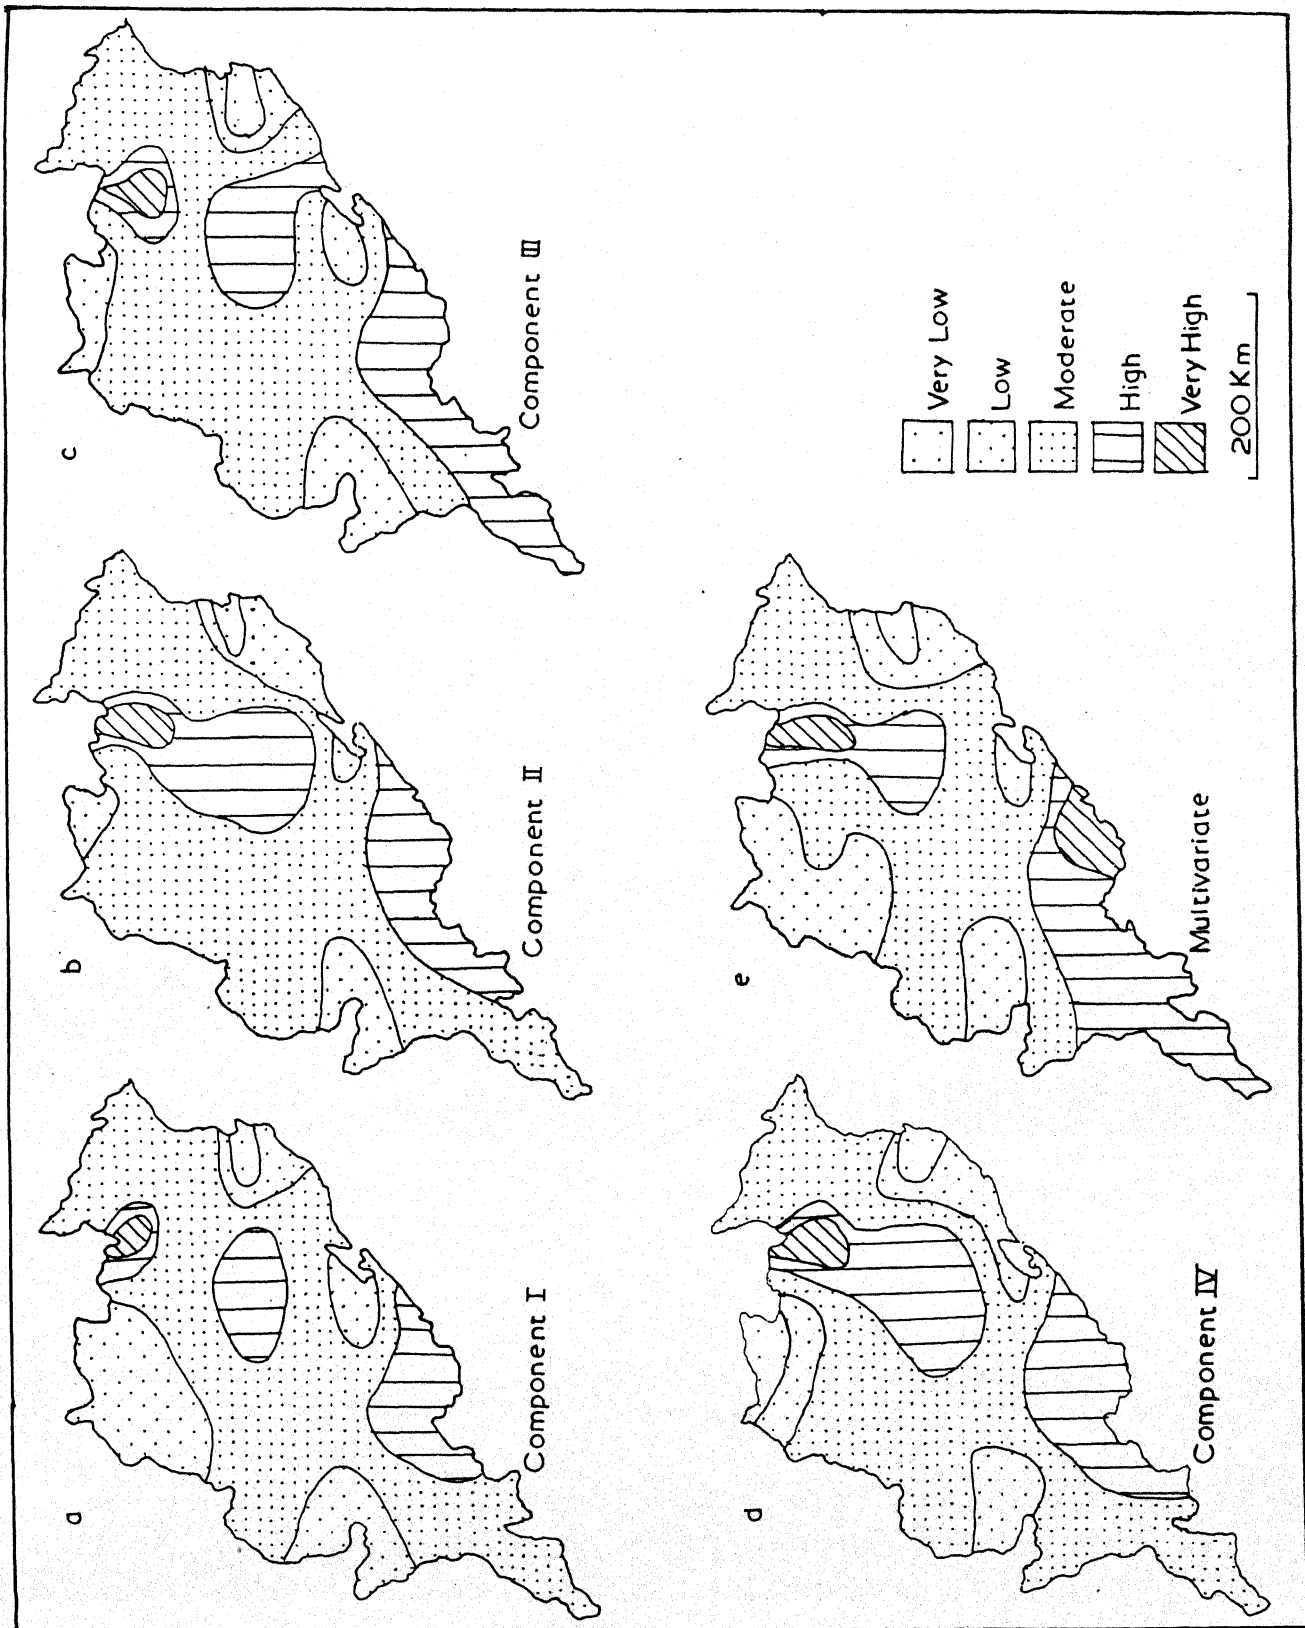 a
Component I
b
Component II
c
Component III
d
Component IV
e
Multivariate
Very Low
Low
Moderate
High
Very High
200 Km